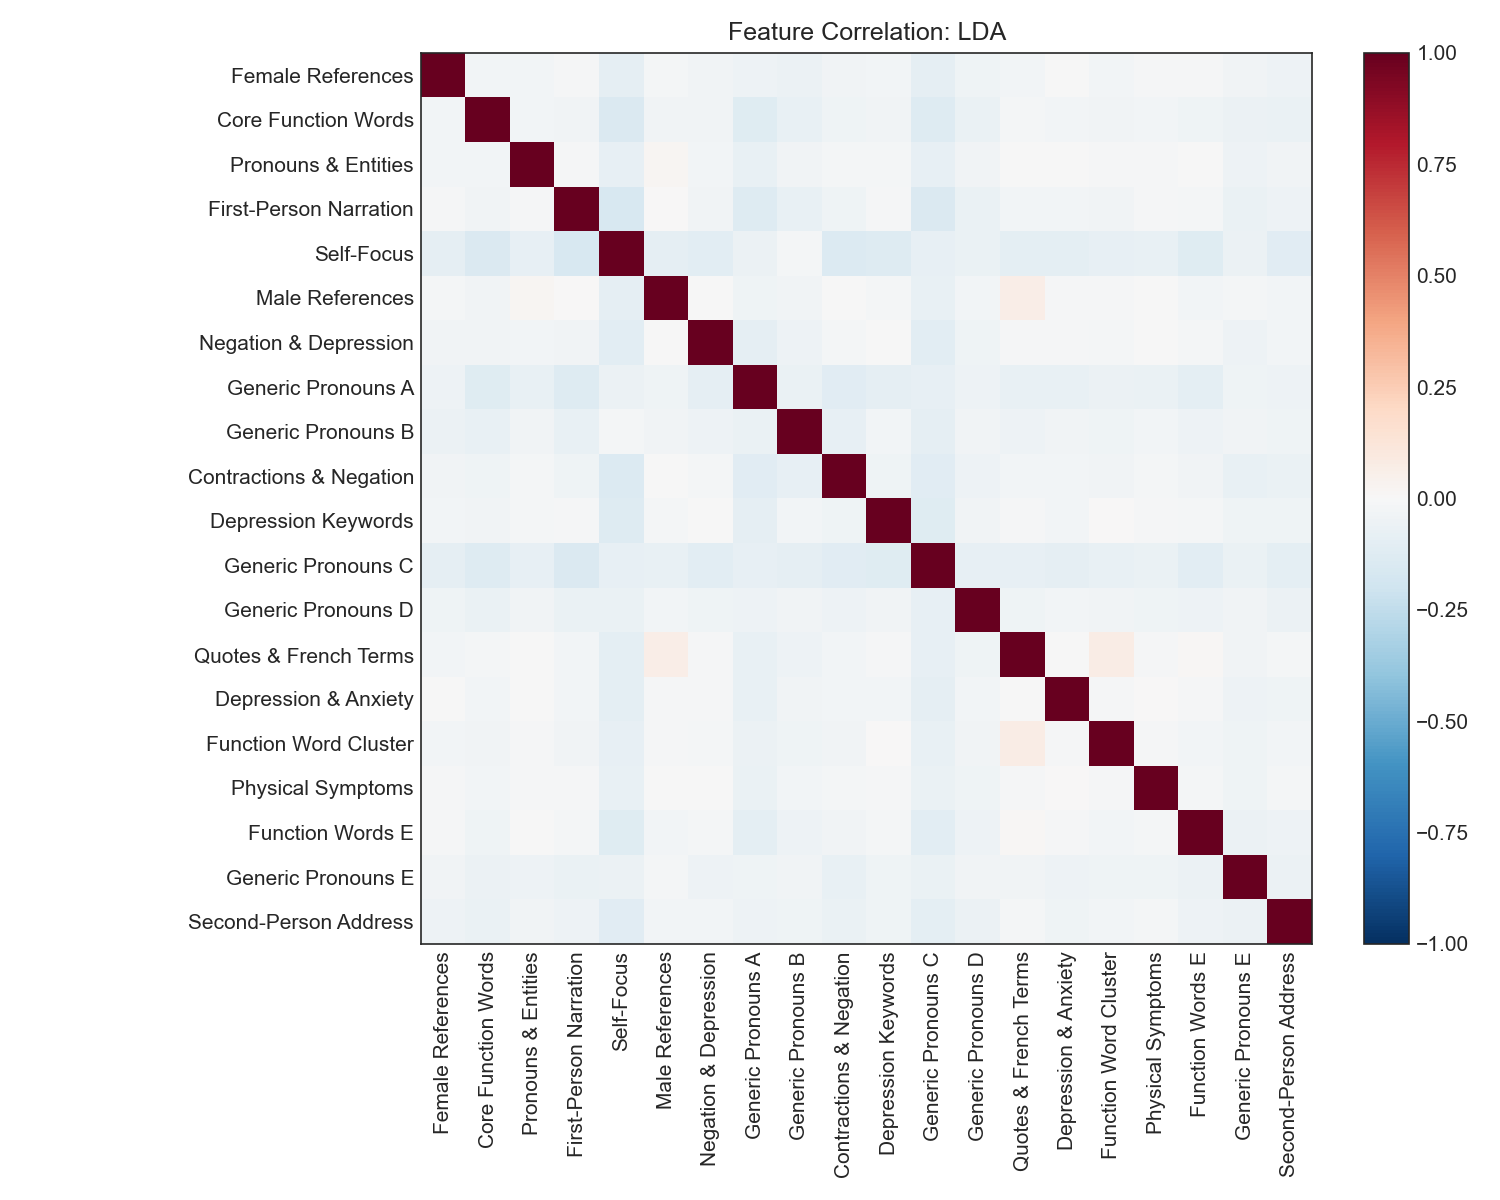 Feature Correlation: LDA
Female References
Core Function Words
Pronouns & Entities
First-Person Narration
Self-Focus
Male References
Negation & Depression
Generic Pronouns A
Generic Pronouns B
Contractions & Negation
Depression Keywords
Generic Pronouns C
Generic Pronouns D
Quotes & French Terms
Depression & Anxiety
Function Word Cluster
Physical Symptoms
Function Words E
Generic Pronouns E
Second-Person Address
Female References
Core Function Words
Pronouns & Entities
First-Person Narration
Self-Focus
Male References
Negation & Depression
Generic Pronouns A
Generic Pronouns B
Contractions & Negation
Depression Keywords
Generic Pronouns C
Generic Pronouns D
Quotes & French Terms
Depression & Anxiety
Function Word Cluster
Physical Symptoms
Function Words E
Generic Pronouns E
Second-Person Address
1.00
0.75
0.50
0.25
0.00
−0.25
−0.50
−0.75
−1.00